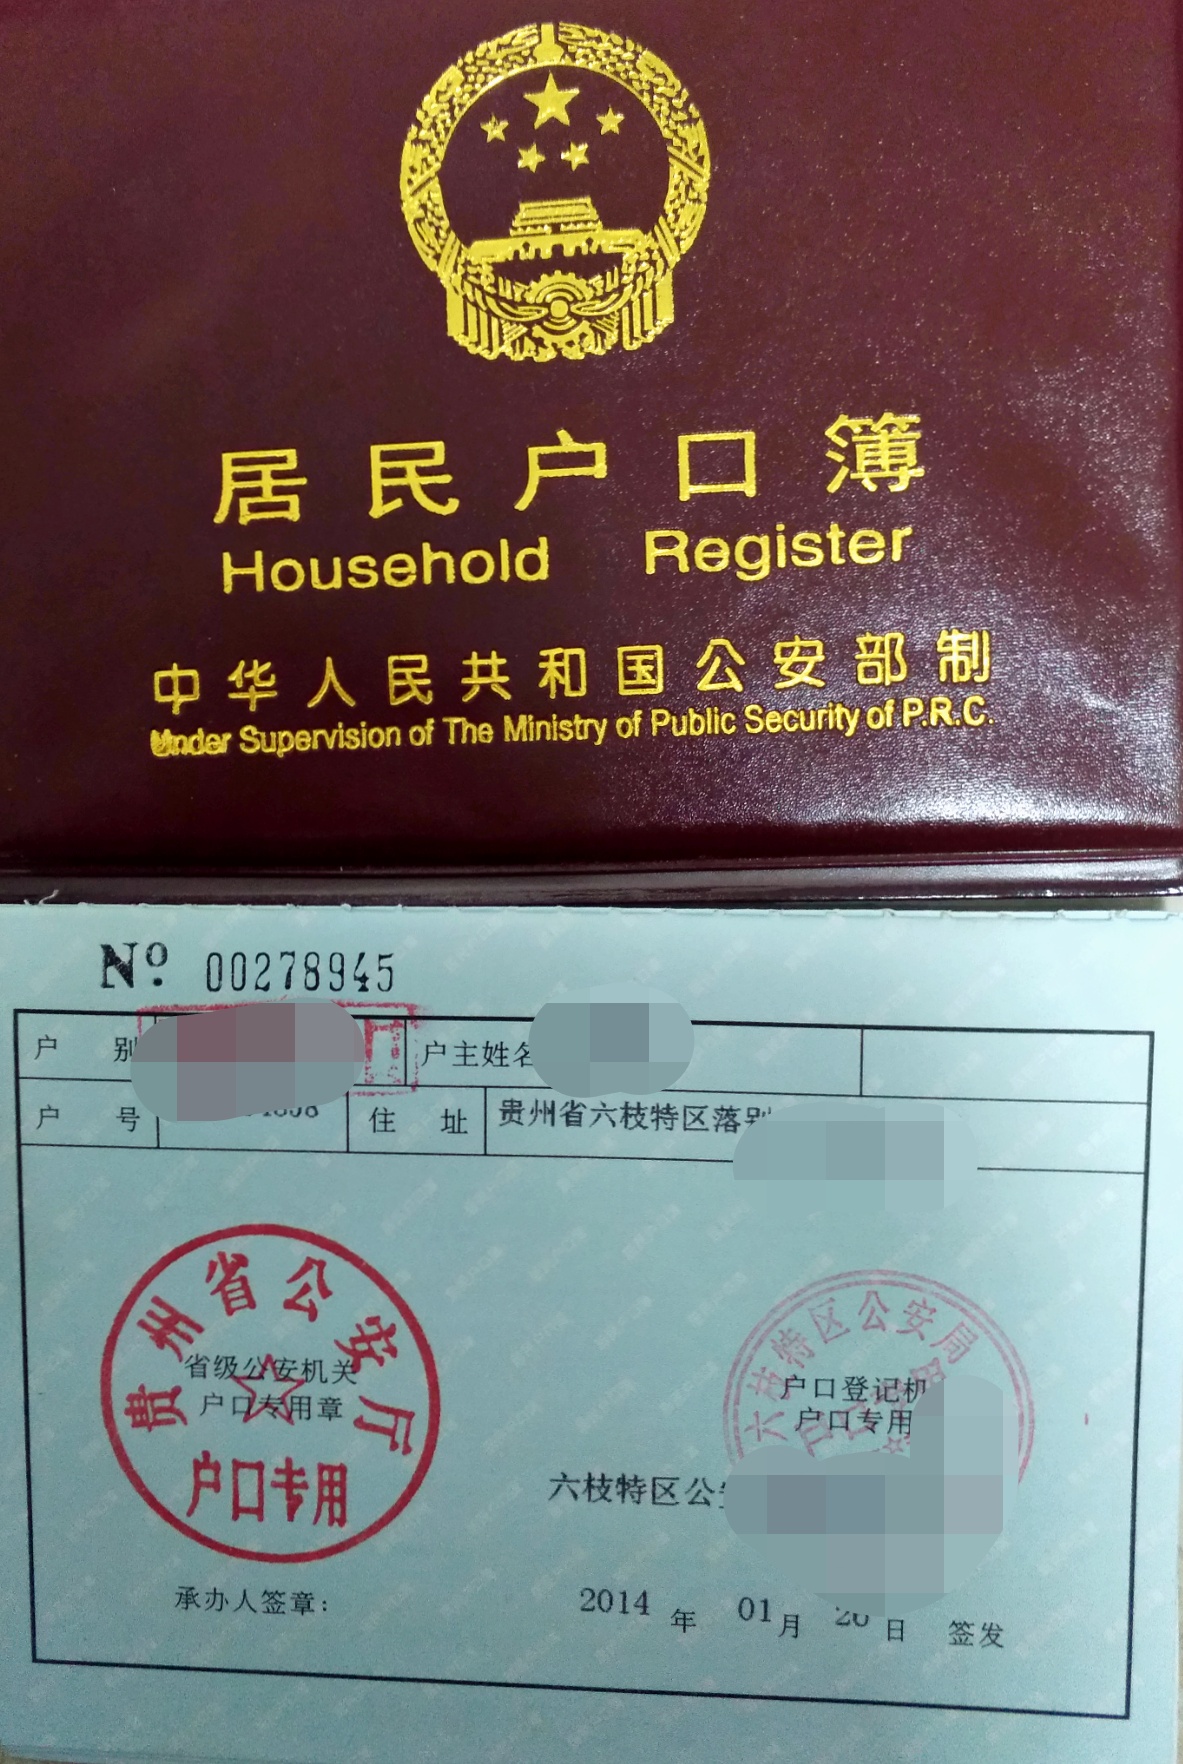 居民户口簿
Household Register
中华人民共和国公安部制
Under Supervision of The Ministry of Public Security of P.R.C.
№ 00278945
户 别
户主姓名
户 号
住 址 贵州省六枝特区落别
贵州省公安厅
省级公安机关
户口专用章
户口专用
六枝特区公安局
户口登记机
户口专用
六枝特区公安
承办人签章：
2014 年 01 月 日 签发